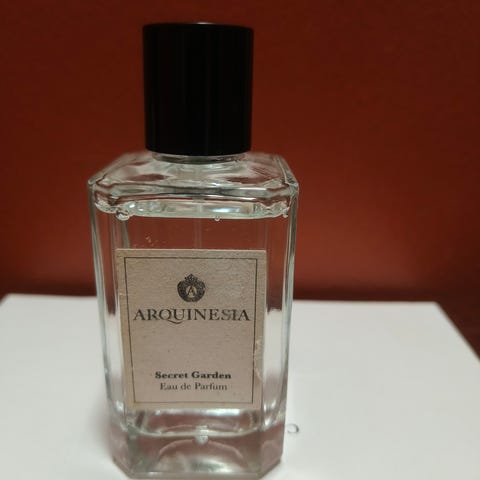 A
ARQUINESIA
Secret Garden
Eau de Parfum